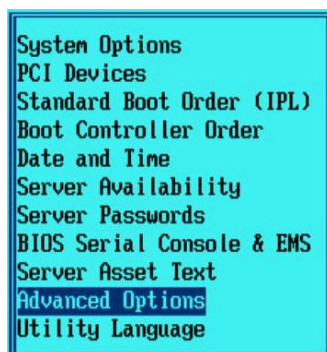 System Options
PCI Devices
Standard Boot Order (IPL)
Boot Controller Order
Date and Time
Server Availability
Server Passwords
BIOS Serial Console & EMS
Server Asset Text
Advanced Options
Utility Language